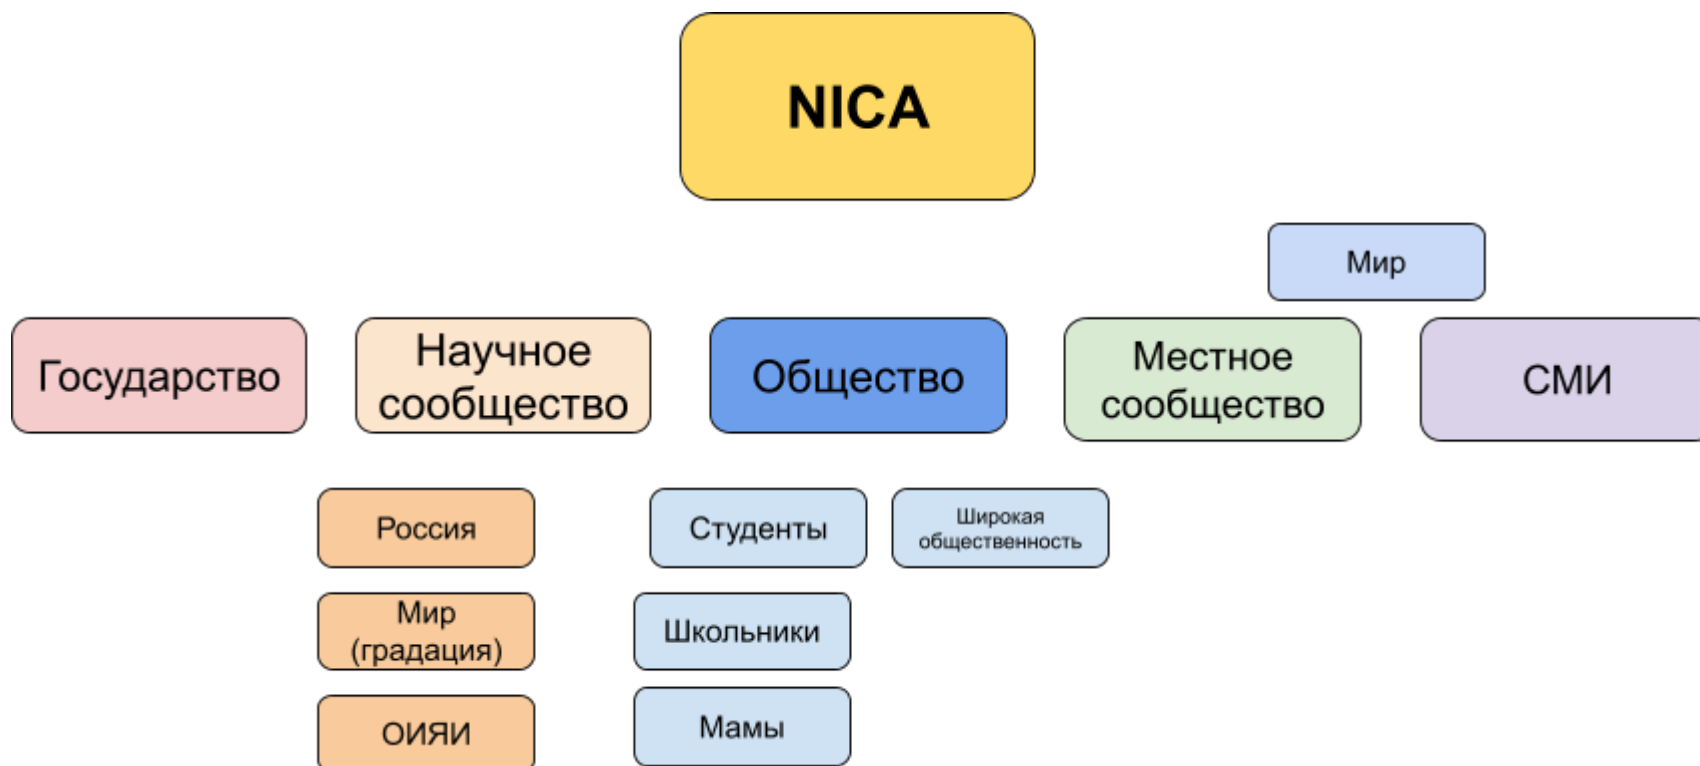 NICA
Мир
Государство
Научное
сообщество
Общество
Местное
сообщество
СМИ
Россия
Студенты
Широкая
общественность
Мир
(градация)
Школьники
ОИЯИ
Мамы